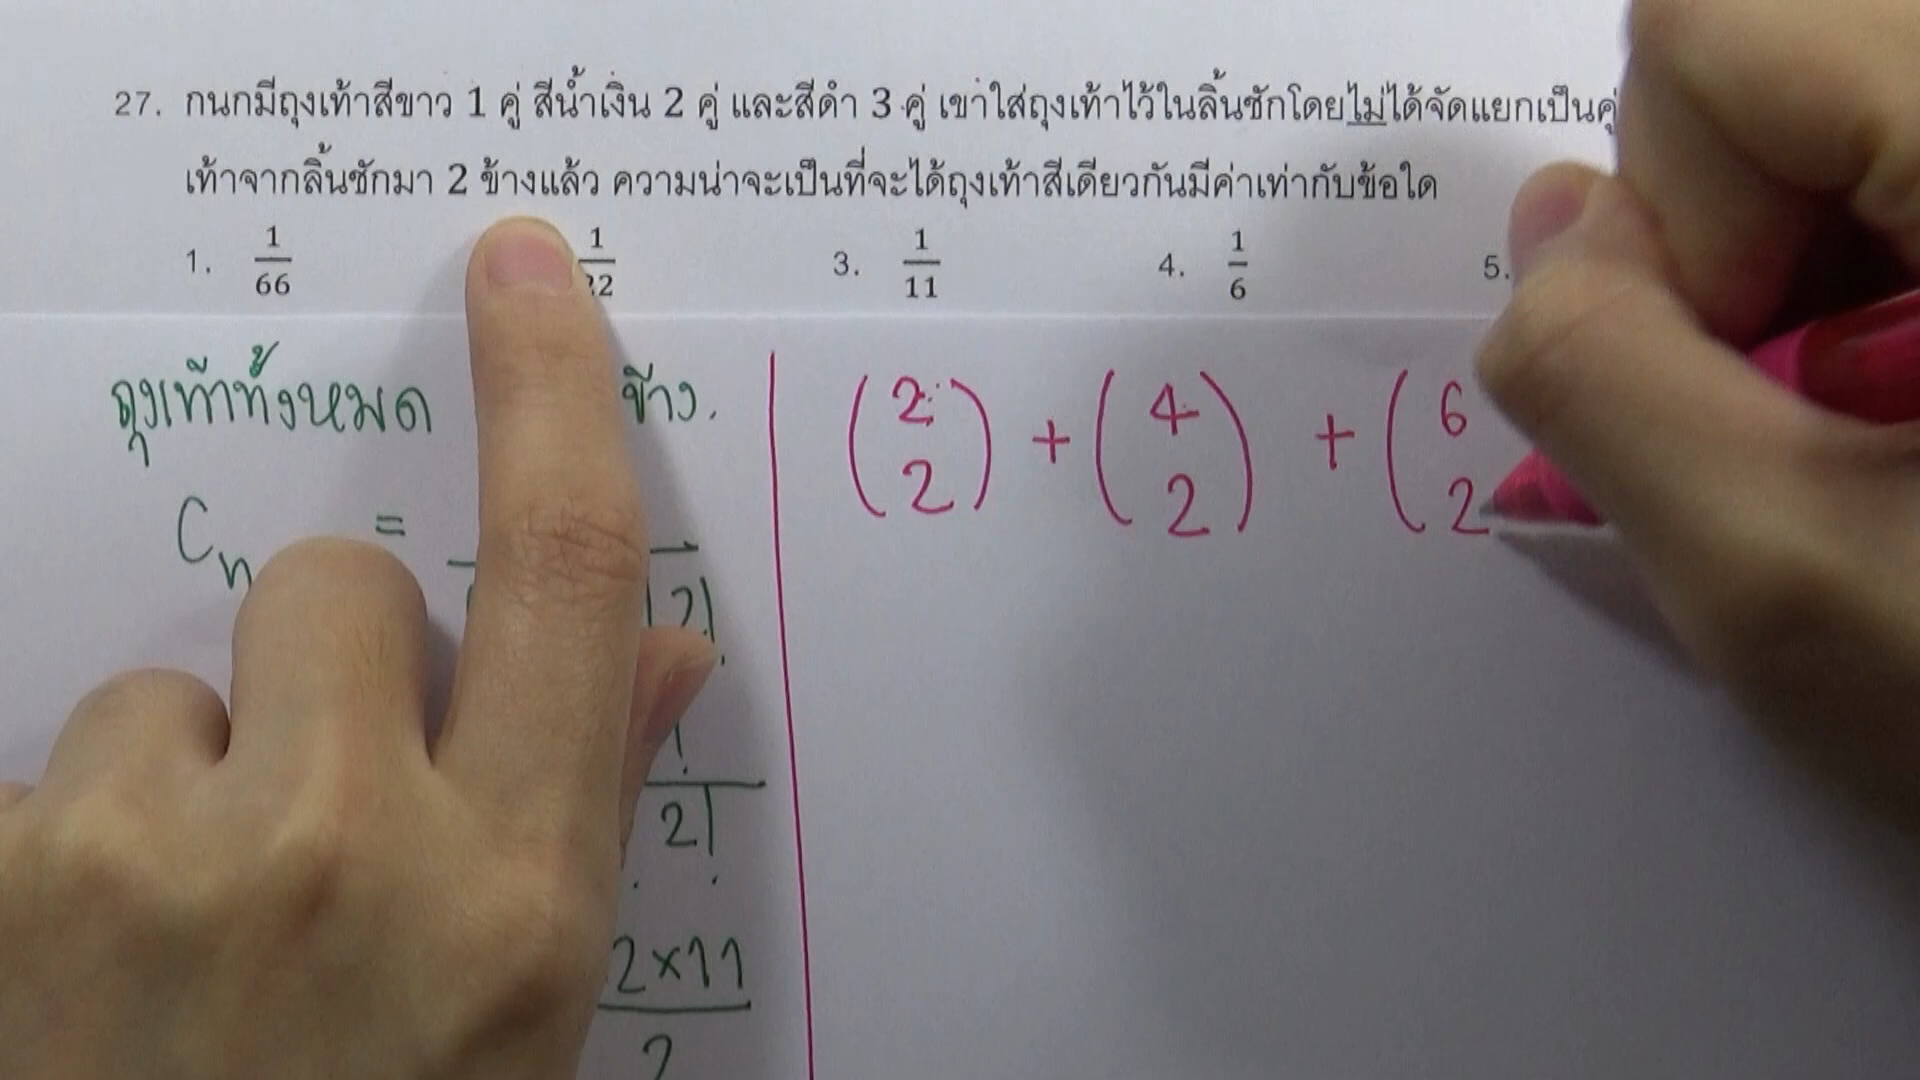 27. กนกมีถุงเท้าสีขาว 1 คู่ สีน้ำเงิน 2 คู่ และสีดำ 3 คู่ เขาใส่ถุงเท้าไว้ในลิ้นชักโดยไม่ได้จัดแยกเป็นคู่
เท้าจากลิ้นชักมา 2 ข้างแล้ว ความน่าจะเป็นที่จะได้ถุงเท้าสีเดียวกันมีค่าเท่ากับข้อใด
1. 1/66 1/22 3. 1/11 4. 1/6 5.
ถุงเท้าทั้งหมด ข้าง.
(2 2) + (4 2) + (6 2
C n =
2!
2!
2×11
2